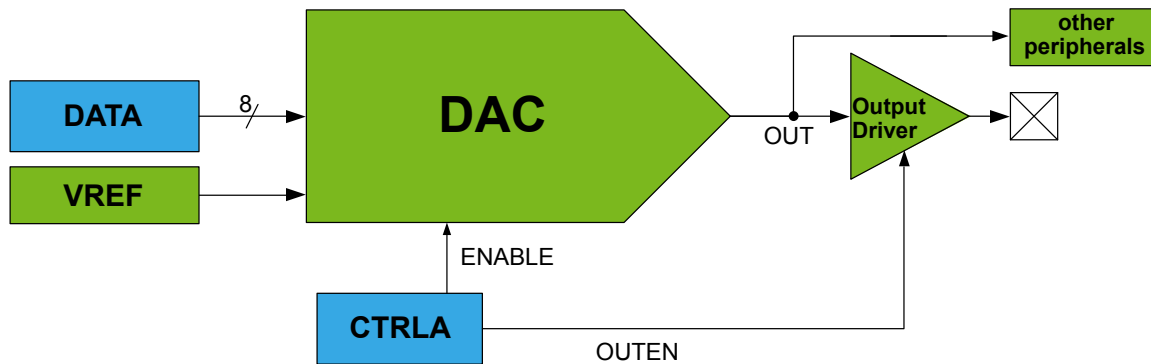 other
peripherals
DATA
8
DAC
Output
Driver
OUT
VREF
ENABLE
CTRLA
OUTEN